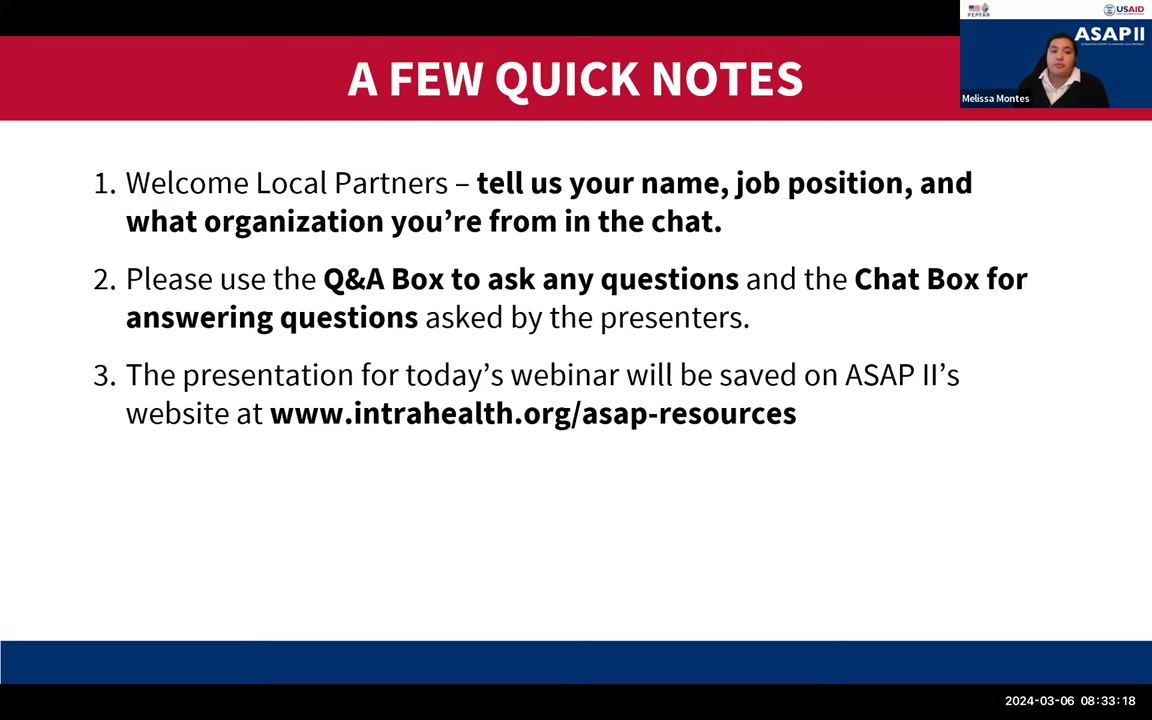 PEPFAR
USAID
ASAP II
Melissa Montes
A FEW QUICK NOTES
1. Welcome Local Partners – tell us your name, job position, and
what organization you’re from in the chat.
2. Please use the Q&A Box to ask any questions and the Chat Box for
answering questions asked by the presenters.
3. The presentation for today’s webinar will be saved on ASAP II’s
website at www.intrahealth.org/asap-resources
2024-03-06 08:33:18